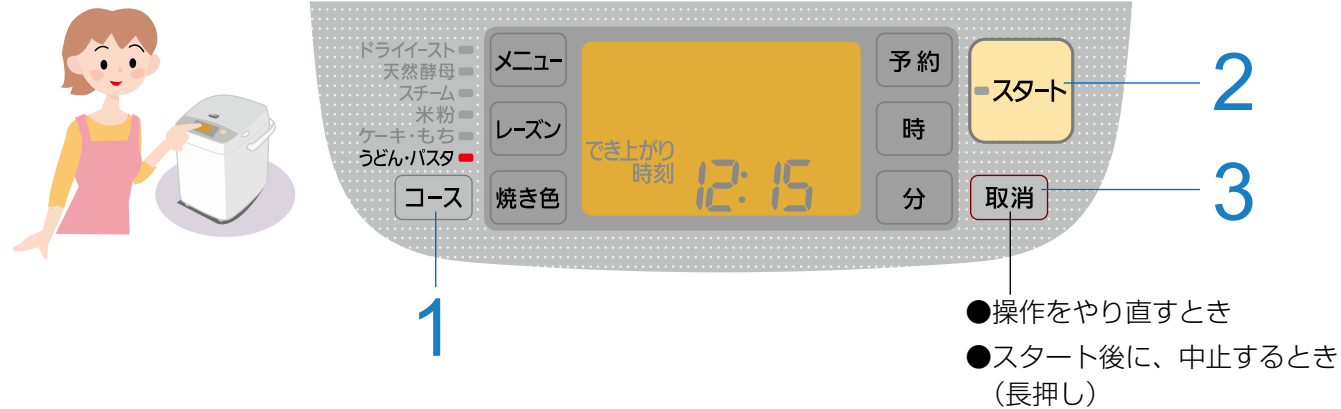 ドライイースト
天然酵母
スチーム
米粉
ケーキ・もち
うどん・パスタ
コース
メニュー
レーズン
焼き色
でき上がり
時刻
12:15
予約
時
分
スタート
取消
1
2
3
●操作をやり直すとき
●スタート後に、中止するとき
（長押し）